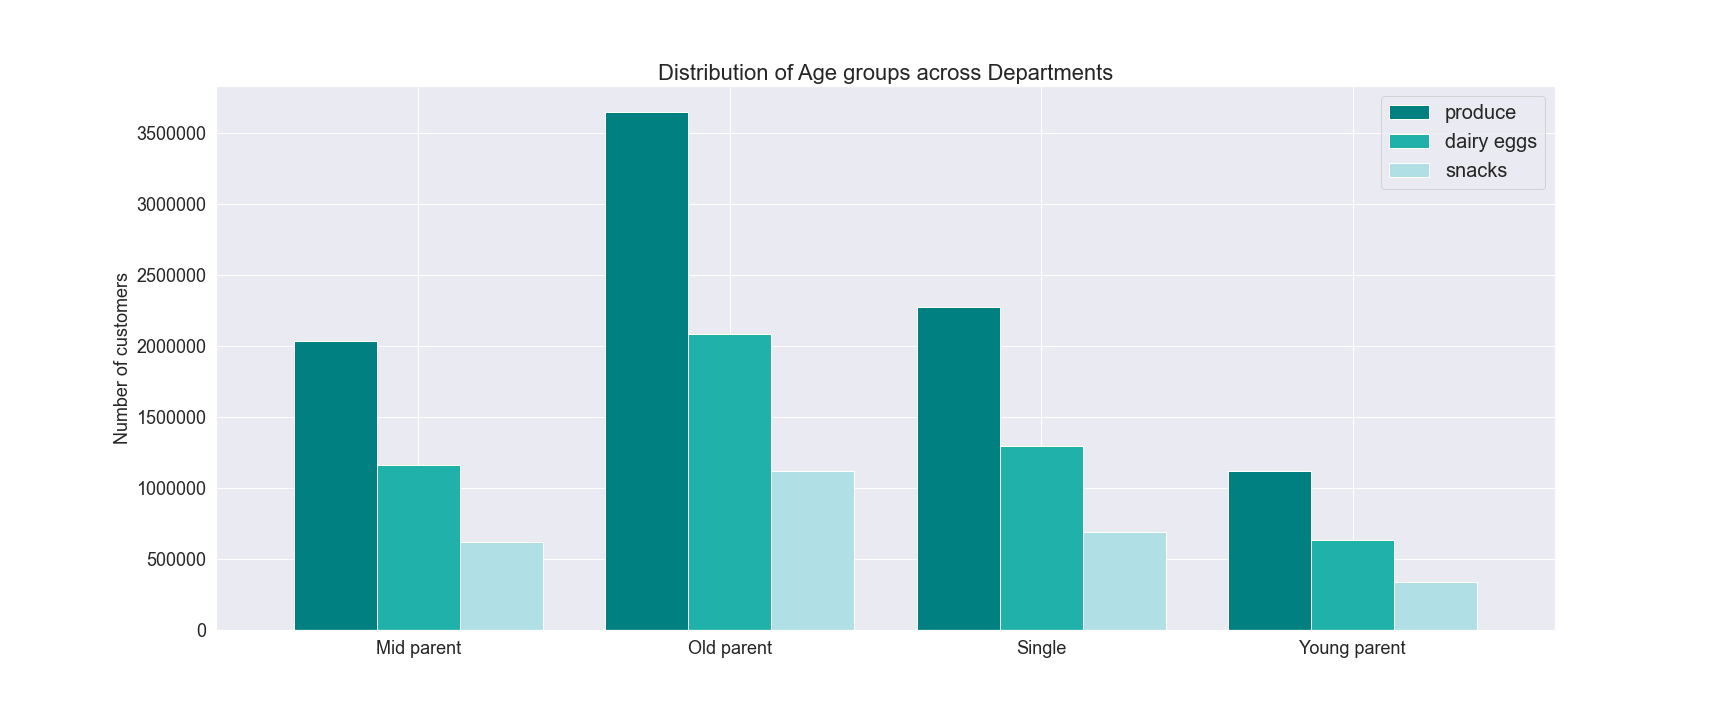 Distribution of Age groups across Departments
produce
dairy eggs
snacks
Number of customers
3500000
3000000
2500000
2000000
1500000
1000000
500000
0
Mid parent
Old parent
Single
Young parent